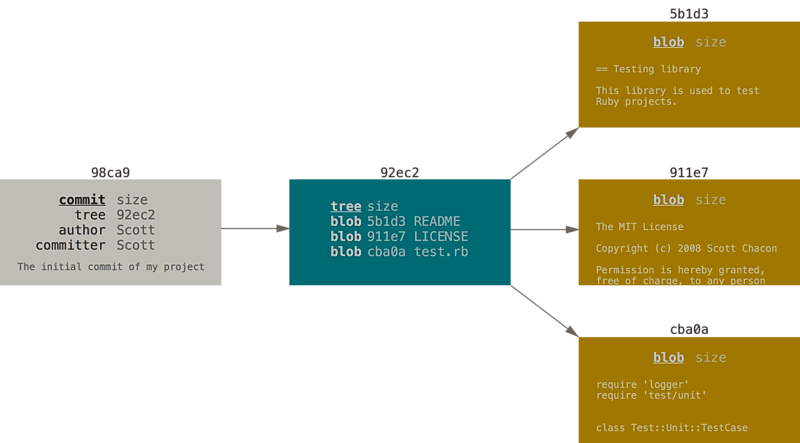 98ca9
commit size
tree 92ec2
author Scott
committer Scott
The initial commit of my project
92ec2
tree size
blob 5b1d3 README
blob 911e7 LICENSE
blob cba0a test.rb
5b1d3
blob size
== Testing library
This library is used to test
Ruby projects.
911e7
blob size
The MIT License
Copyright (c) 2008 Scott Chacon
Permission is hereby granted,
free of charge, to any person
cba0a
blob size
require 'logger'
require 'test/unit'
class Test::Unit::TestCase